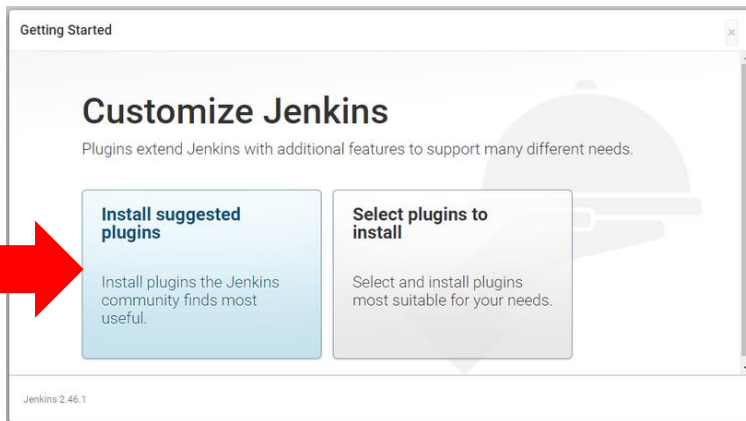 Getting Started
Customize Jenkins
Plugins extend Jenkins with additional features to support many different needs.
Install suggested
plugins
Install plugins the Jenkins
community finds most
useful.
Select plugins to
install
Select and install plugins
most suitable for your needs.
Jenkins 2.46.1